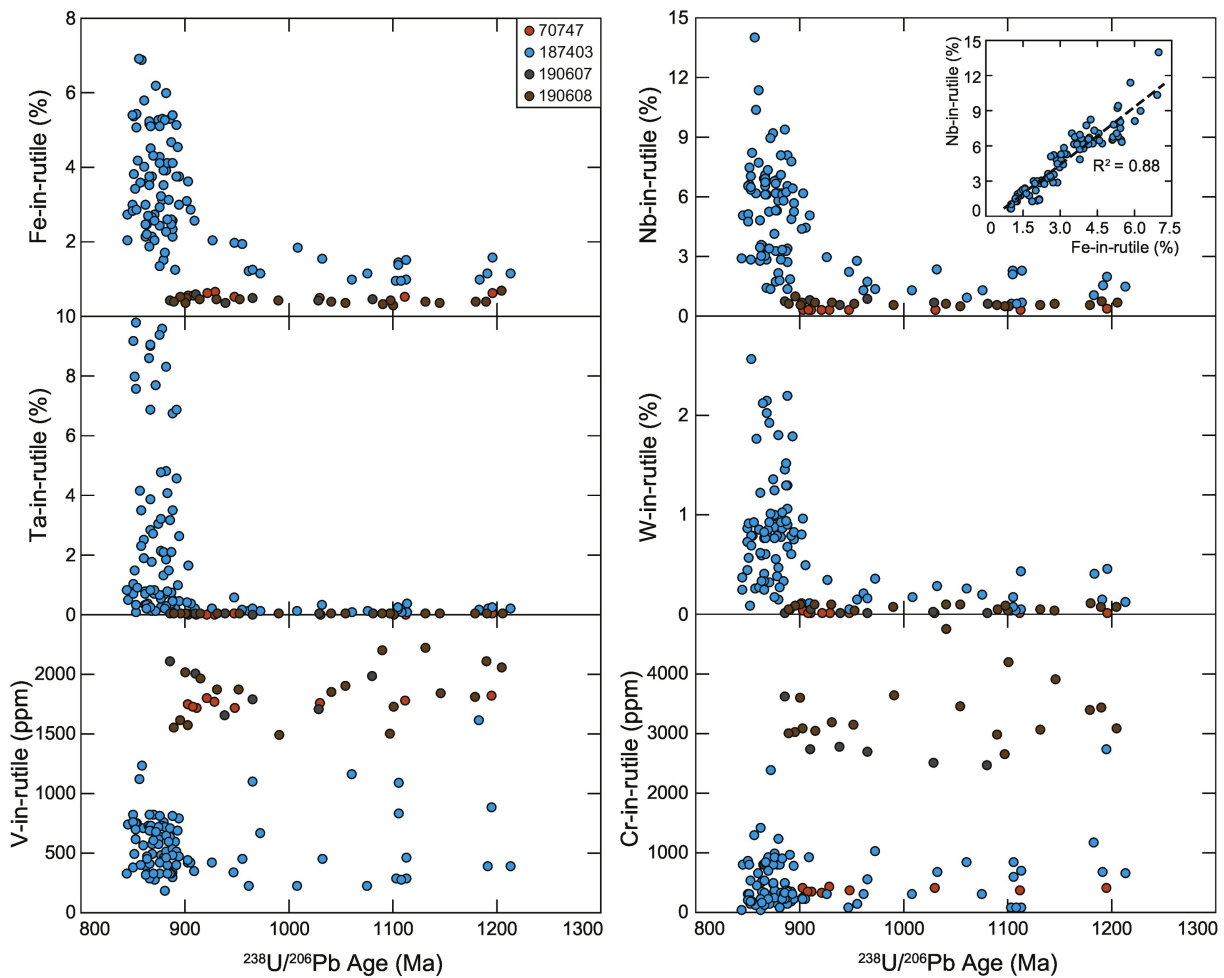 8
6
4
2
Fe-in-rutile (%)
70747
187403
190607
190608
15
12
9
6
3
0
Nb-in-rutile (%)
15
12
9
6
3
0
Nb-in-rutile (%)
R² = 0.88
0 1.5 3.0 4.5 6.0 7.5
Fe-in-rutile (%)
10
8
6
4
2
0
Ta-in-rutile (%)
2
1
0
W-in-rutile (%)
2000
1500
1000
500
0
V-in-rutile (ppm)
800 900 1000 1100 1200 1300
²³⁸U/²⁰⁶Pb Age (Ma)
4000
3000
2000
1000
0
Cr-in-rutile (ppm)
800 900 1000 1100 1200 1300
²³⁸U/²⁰⁶Pb Age (Ma)